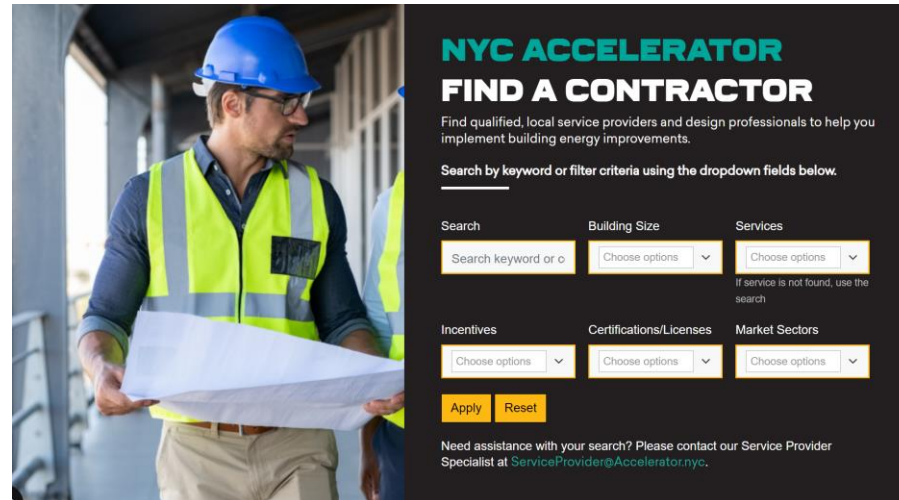 NYC ACCELERATOR
FIND A CONTRACTOR
Find qualified, local service providers and design professionals to help you
implement building energy improvements.
Search by keyword or filter criteria using the dropdown fields below.
Search
Building Size
Services
Search keyword or o
Choose options
Choose options
If service is not found, use the
search
Incentives
Certifications/Licenses
Market Sectors
Choose options
Choose options
Choose options
Apply
Reset
Need assistance with your search? Please contact our Service Provider
Specialist at ServiceProvider@Accelerator.nyc.